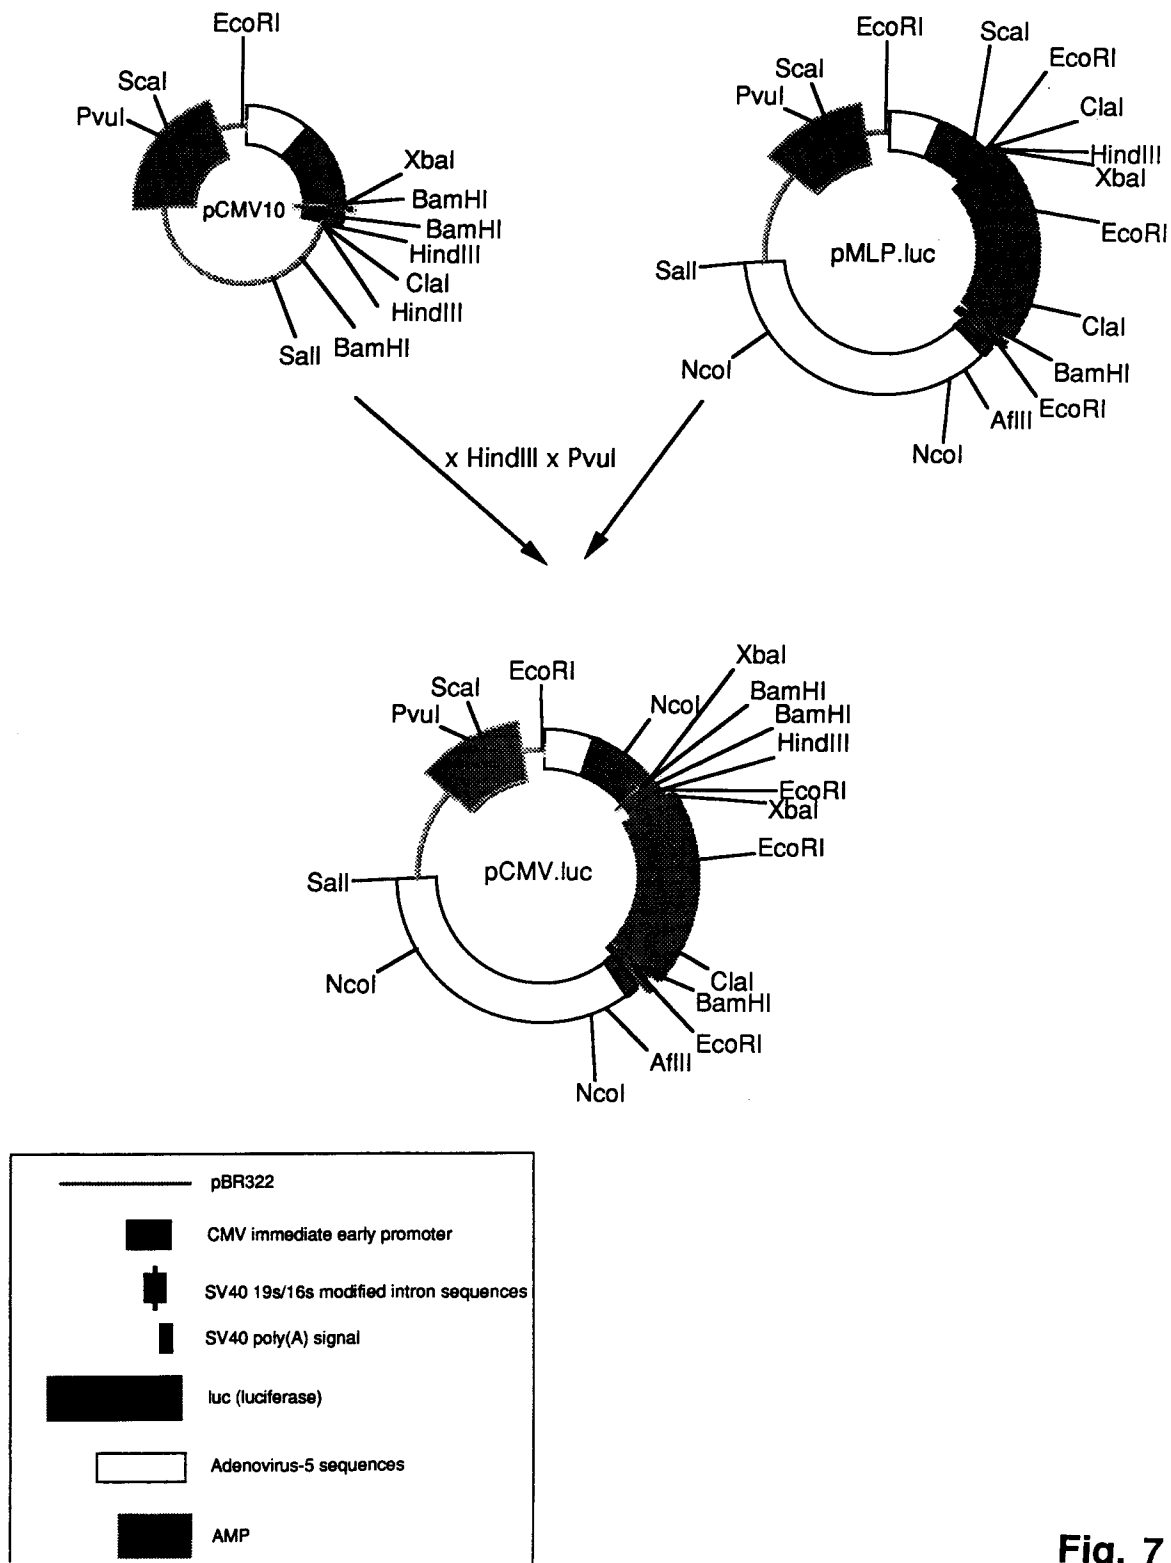 EcoRI
ScaI
PvuI
pCMV10
XbaI
BamHI
BamHI
HindIII
ClaI
HindIII
SalI
BamHI
EcoRI
ScaI
EcoRI
ScaI
PvuI
ClaI
HindIII
XbaI
EcoRI
pMLP.luc
SalI
ClaI
NcoI
BamHI
EcoRI
AflII
NcoI
x HindIII x PvuI
EcoRI
XbaI
ScaI
BamHI
NcoI
PvuI
BamHI
HindIII
EcoRI
XbaI
EcoRI
pCMV.luc
SalI
NcoI
ClaI
BamHI
EcoRI
AflII
NcoI
pBR322
CMV immediate early promoter
SV40 19s/16s modified intron sequences
SV40 poly(A) signal
luc (luciferase)
Adenovirus-5 sequences
AMP
Fig. 7